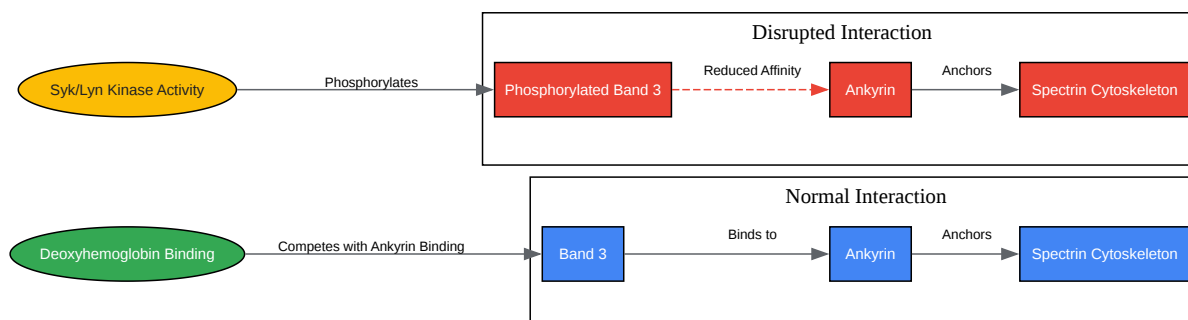 Disrupted Interaction
Syk/Lyn Kinase Activity
Phosphorylates
Phosphorylated Band 3
Reduced Affinity
Ankyrin
Anchors
Spectrin Cytoskeleton
Normal Interaction
Deoxyhemoglobin Binding
Competes with Ankyrin Binding
Band 3
Binds to
Ankyrin
Anchors
Spectrin Cytoskeleton